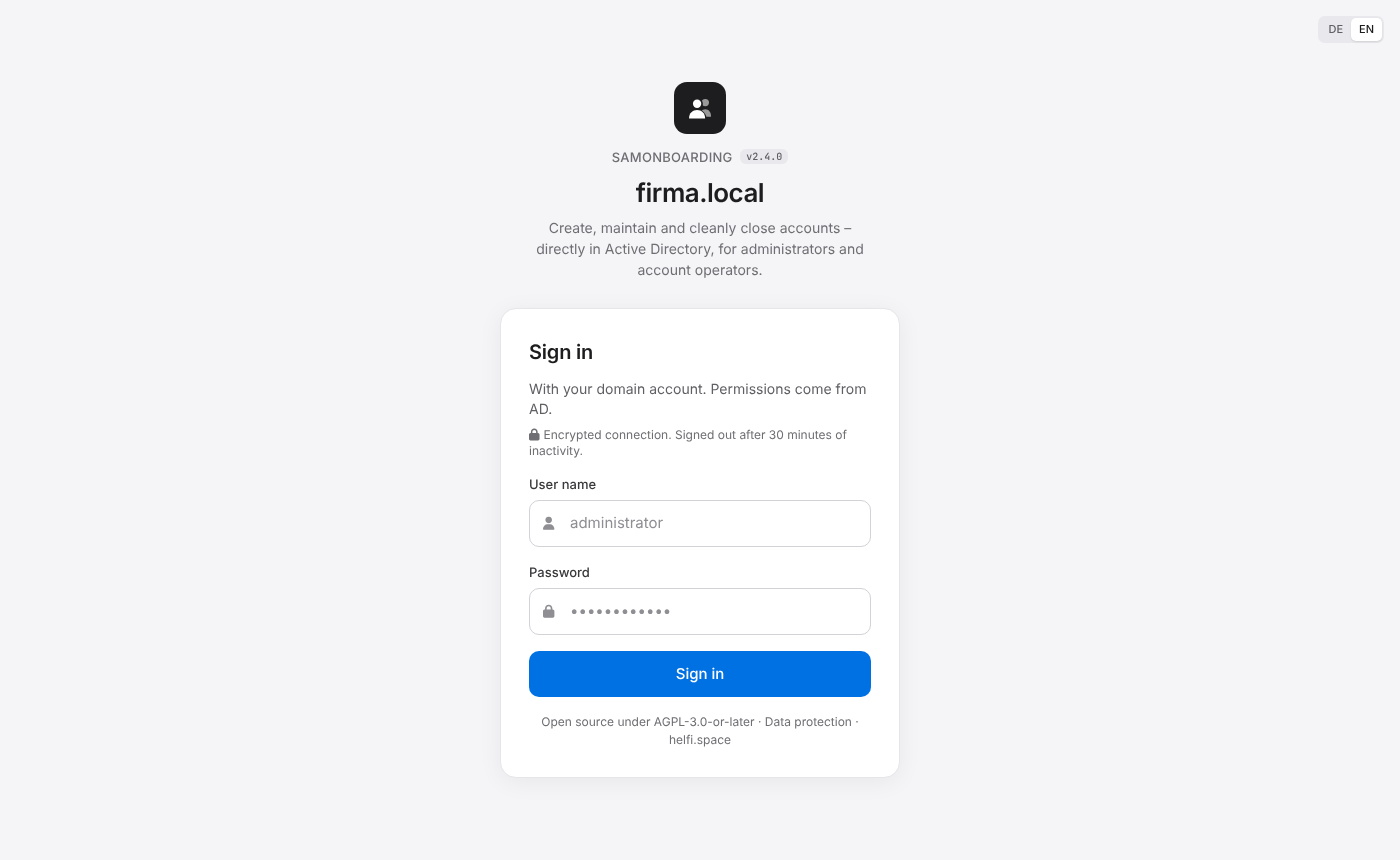 DE EN
SAMONBOARDING v2.4.0
firma.local
Create, maintain and cleanly close accounts –
directly in Active Directory, for administrators and
account operators.
Sign in
With your domain account. Permissions come from
AD.
Encrypted connection. Signed out after 30 minutes of
inactivity.
User name
administrator
Password
••••••••••••
Sign in
Open source under AGPL-3.0-or-later · Data protection ·
helfi.space